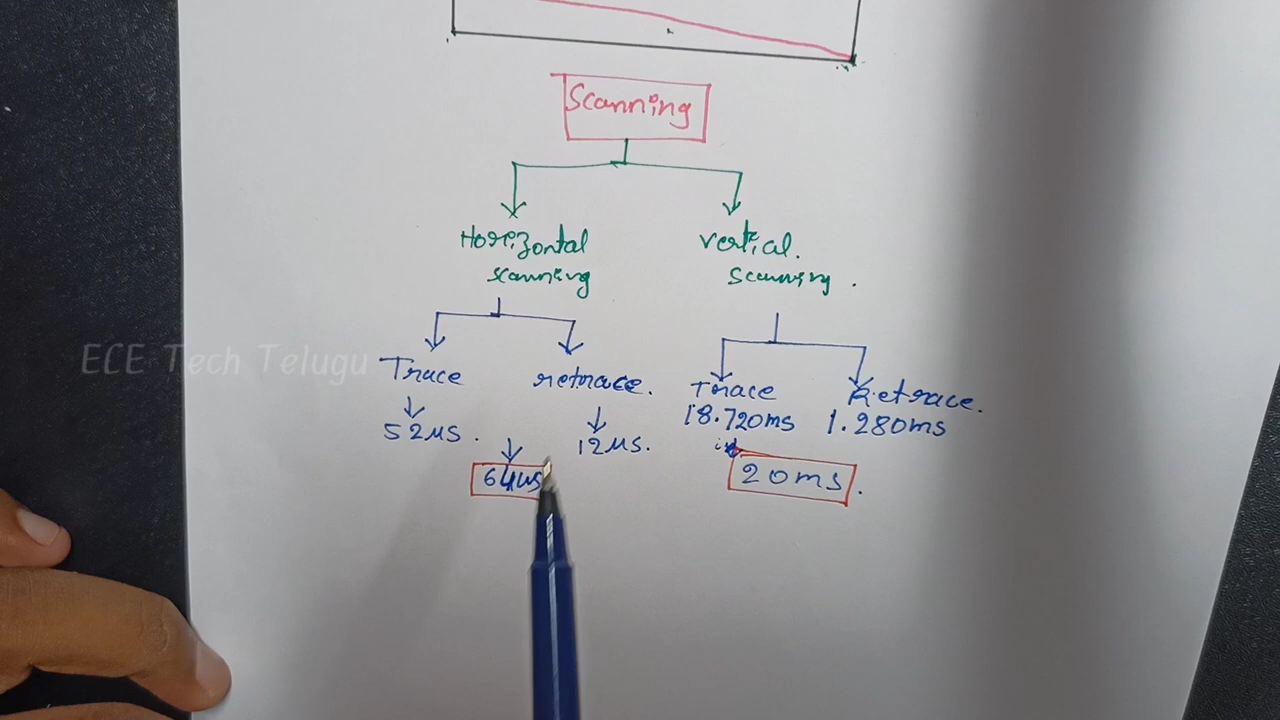 Scanning
Horizontal
scanning
vertical.
scanning.
Trace
retrace.
Trace
Retrace.
52μs.
12μs.
18.720ms
1.280ms
64μs
20ms.
ECE Tech Telugu